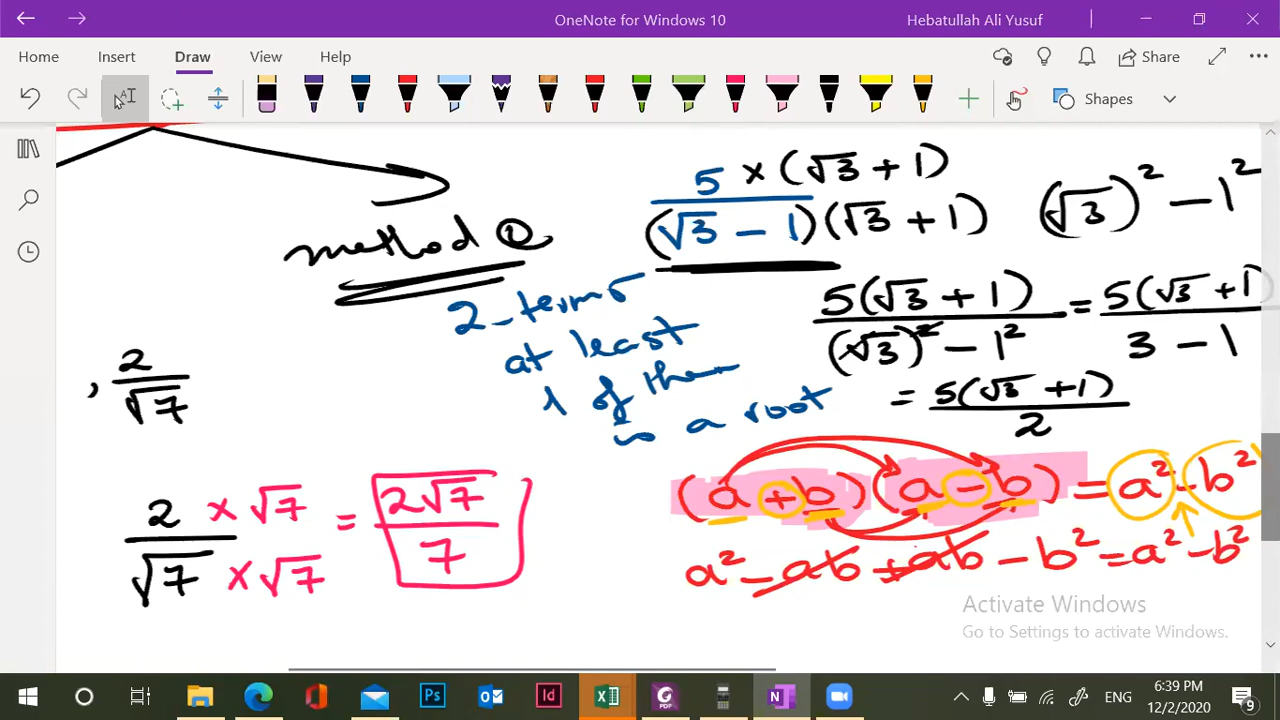 OneNote for Windows 10
Hebatullah Ali Yusuf
Home Insert Draw View Help
Share
Shapes
method ②
2-terms
at least
1 of them
is a root
5 × (√3 + 1)
(√3 - 1)(√3 + 1)
(√3)² - 1²
5(√3 + 1) = 5(√3 + 1)
(√3)² - 1² 3 - 1
= 5(√3 + 1)
2
, 2
√7
2 × √7 = 2√7
√7 × √7 7
(a + b)(a - b) = a² - b²
a² - ab + ab - b² = a² - b²
Activate Windows
Go to Settings to activate Windows.
ENG
6:39 PM
12/2/2020
9